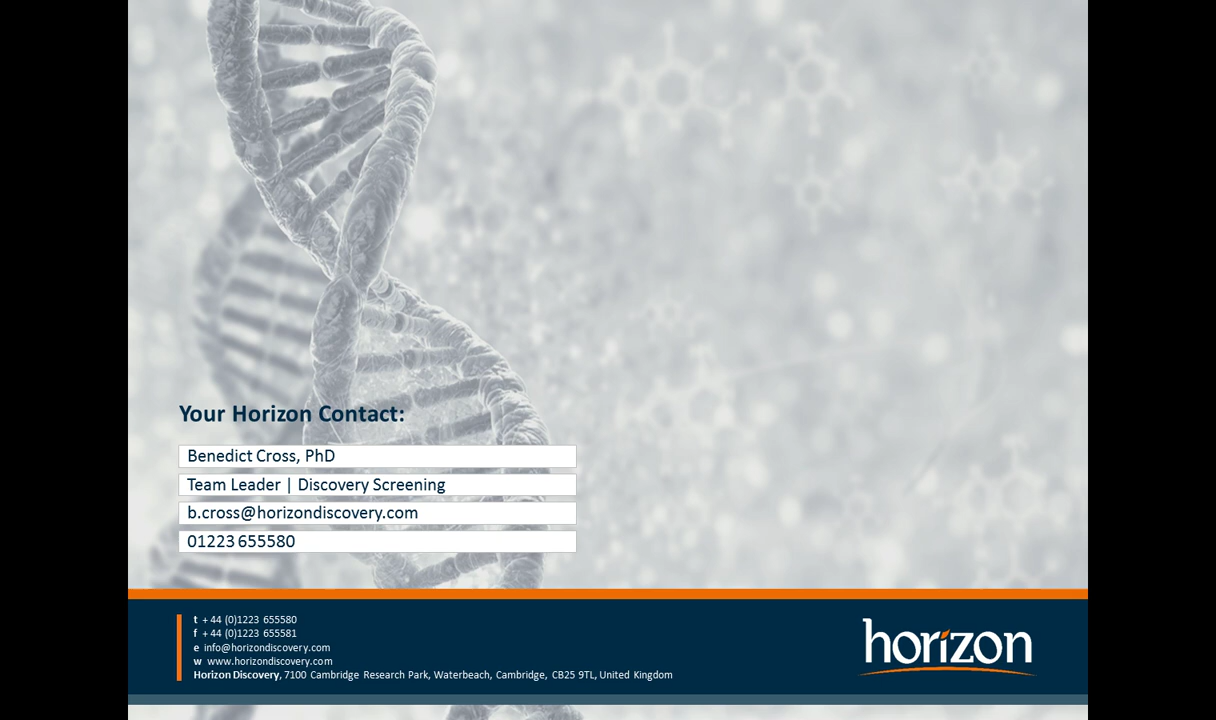 Your Horizon Contact:
Benedict Cross, PhD
Team Leader | Discovery Screening
b.cross@horizondiscovery.com
01223 655580
t + 44 (0)1223 655580
f + 44 (0)1223 655581
e info@horizondiscovery.com
w www.horizondiscovery.com
Horizon Discovery, 7100 Cambridge Research Park, Waterbeach, Cambridge, CB25 9TL, United Kingdom
horizon